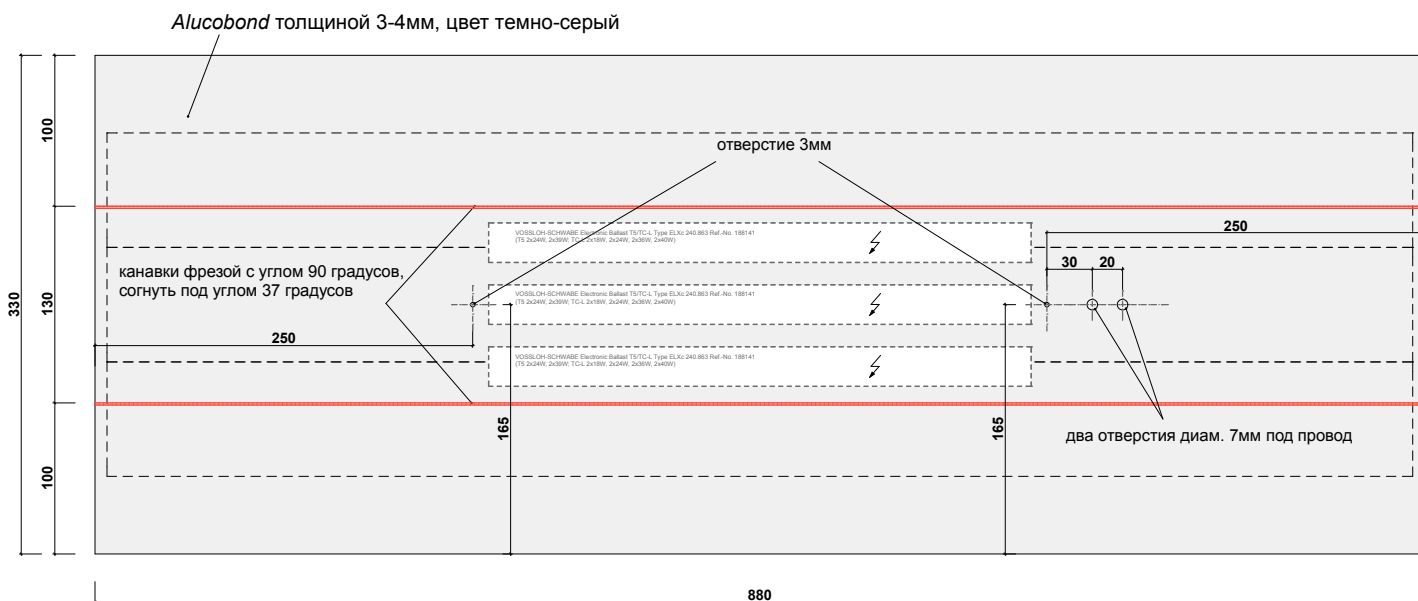 Alucobond толщиной 3-4мм, цвет темно-серый
100
отверстие 3мм
VOSSLOH-SCHWABE Electronic Ballast T5/TC-L Type ELXc 240.863 Ref.-No. 188141
(T5 2x24W, 2x39W; TC-L 2x18W, 2x24W, 2x36W, 2x40W)
250
канавки фрезой с углом 90 градусов,
согнуть под углом 37 градусов
30
20
330
130
VOSSLOH-SCHWABE Electronic Ballast T5/TC-L Type ELXc 240.863 Ref.-No. 188141
(T5 2x24W, 2x39W; TC-L 2x18W, 2x24W, 2x36W, 2x40W)
250
VOSSLOH-SCHWABE Electronic Ballast T5/TC-L Type ELXc 240.863 Ref.-No. 188141
(T5 2x24W, 2x39W; TC-L 2x18W, 2x24W, 2x36W, 2x40W)
165
165
два отверстия диам. 7мм под провод
100
880